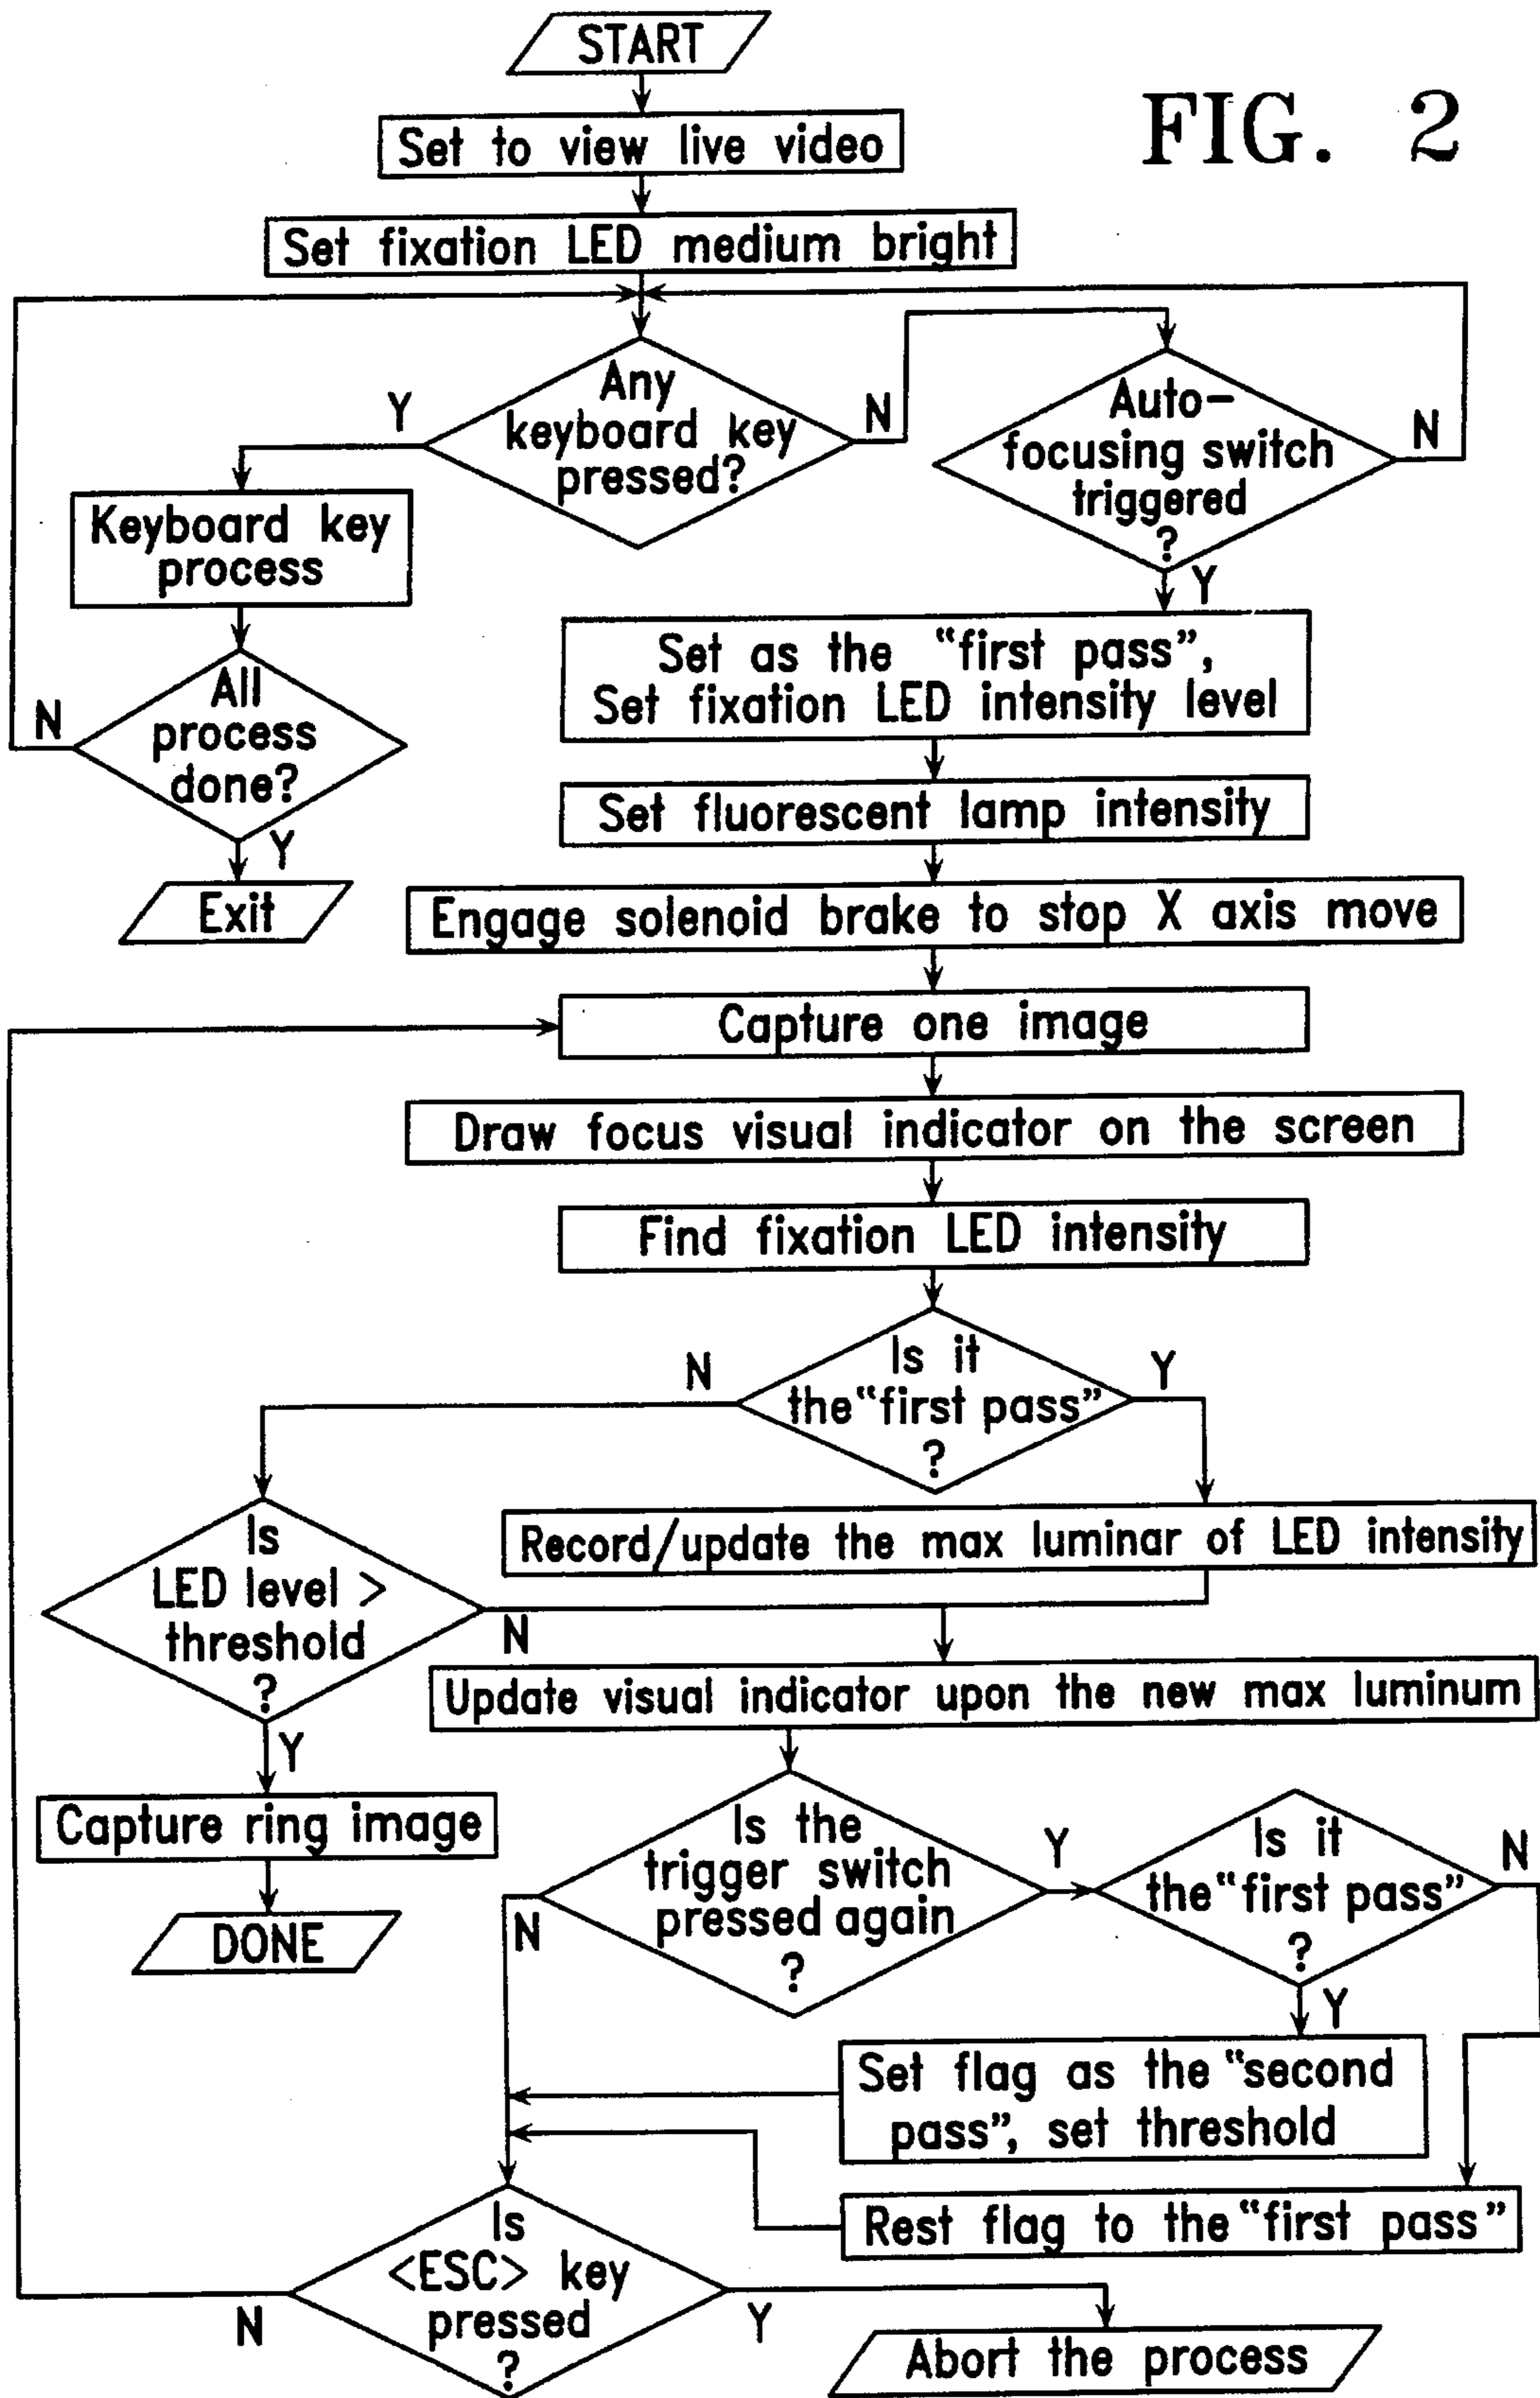 START
FIG. 2
Set to view live video
Set fixation LED medium bright
Any
keyboard key
pressed?
Y
N
Auto-
focusing switch
triggered
?
N
Y
Keyboard key
process
All
process
done?
N
Y
Exit
Set as the “first pass”,
Set fixation LED intensity level
Set fluorescent lamp intensity
Engage solenoid brake to stop X axis move
Capture one image
Draw focus visual indicator on the screen
Find fixation LED intensity
Is it
the“first pass”
?
N
Y
Record/update the max luminar of LED intensity
Is
LED level >
threshold
?
N
Y
Update visual indicator upon the new max luminum
Capture ring image
DONE
Is the
trigger switch
pressed again
?
Y
N
Is it
the“first pass”
?
N
Y
Set flag as the “second
pass”, set threshold
Rest flag to the “first pass”
Is
<ESC> key
pressed
?
N
Y
Abort the process